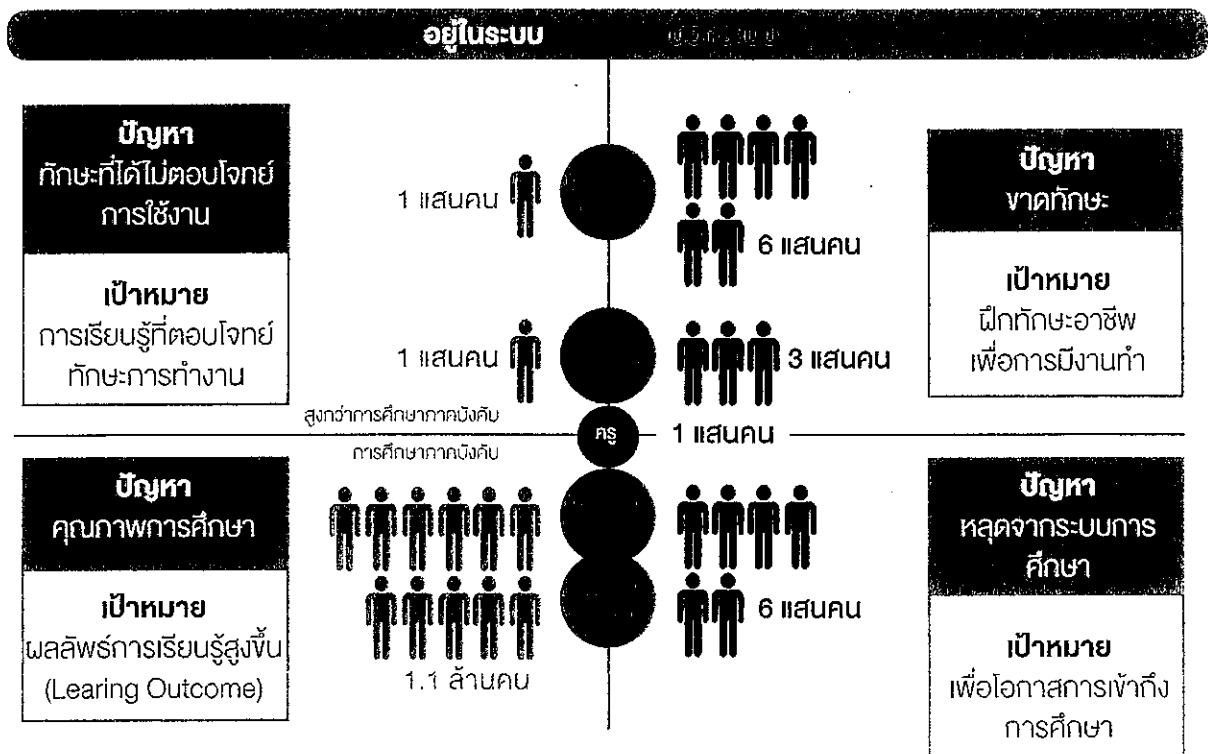 อยู่ในระบบ
ปัญหา
ทักษะที่ได้ไม่ตอบโจทย์
การใช้งาน
เป้าหมาย
การเรียนรู้ที่ตอบโจทย์
ทักษะการทำงาน
1 แสนคน
6 แสนคน
1 แสนคน
3 แสนคน
ปัญหา
ขาดทักษะ
เป้าหมาย
ฝึกทักษะอาชีพ
เพื่อการมีงานทำ
สูงกว่าการศึกษาภาคบังคับ
การศึกษาภาคบังคับ
ครู
1 แสนคน
ปัญหา
คุณภาพการศึกษา
เป้าหมาย
ผลลัพธ์การเรียนรู้สูงขึ้น
(Learing Outcome)
1.1 ล้านคน
6 แสนคน
ปัญหา
หลุดจากระบบการ
ศึกษา
เป้าหมาย
เพื่อโอกาสการเข้าถึง
การศึกษา